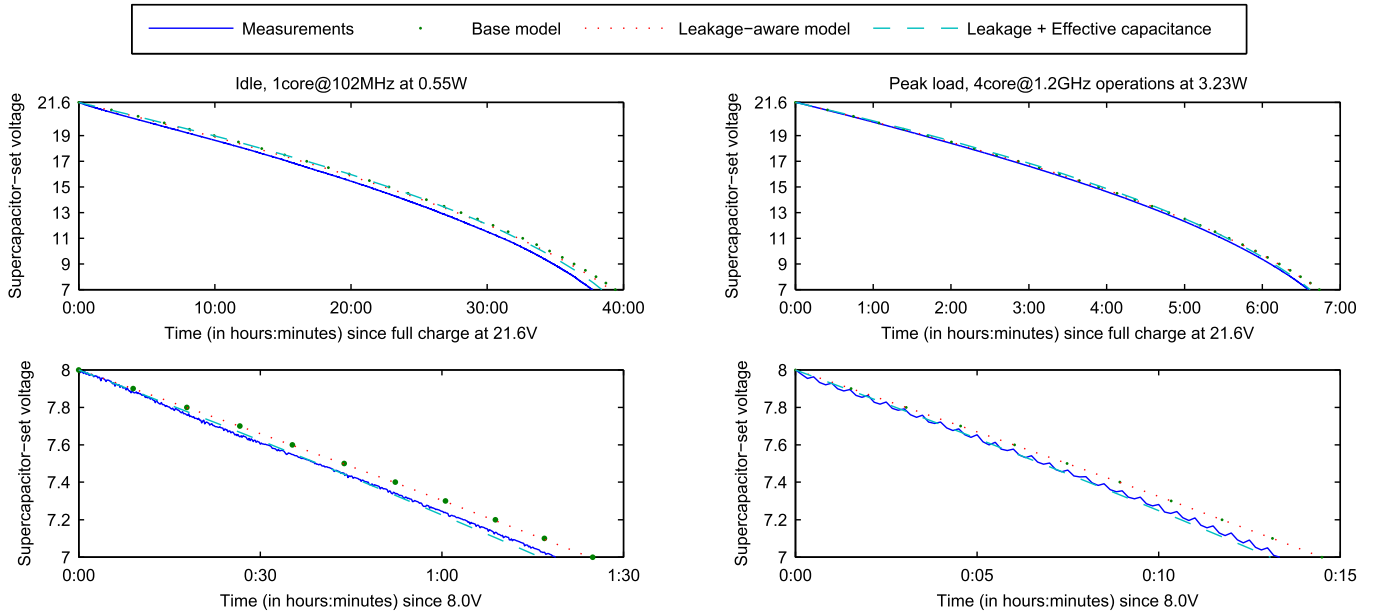 Measurements Base model Leakage−aware model Leakage + Effective capacitance
Idle, 1core@102MHz at 0.55W
Supercapacitor−set voltage
21.6
19
17
15
13
11
9
7
0:00 10:00 20:00 30:00 40:00
Time (in hours:minutes) since full charge at 21.6V
Peak load, 4core@1.2GHz operations at 3.23W
Supercapacitor−set voltage
21.6
19
17
15
13
11
9
7
0:00 1:00 2:00 3:00 4:00 5:00 6:00 7:00
Time (in hours:minutes) since full charge at 21.6V
Supercapacitor−set voltage
8
7.8
7.6
7.4
7.2
7
0:00 0:30 1:00 1:30
Time (in hours:minutes) since 8.0V
Supercapacitor−set voltage
8
7.8
7.6
7.4
7.2
7
0:00 0:05 0:10 0:15
Time (in hours:minutes) since 8.0V